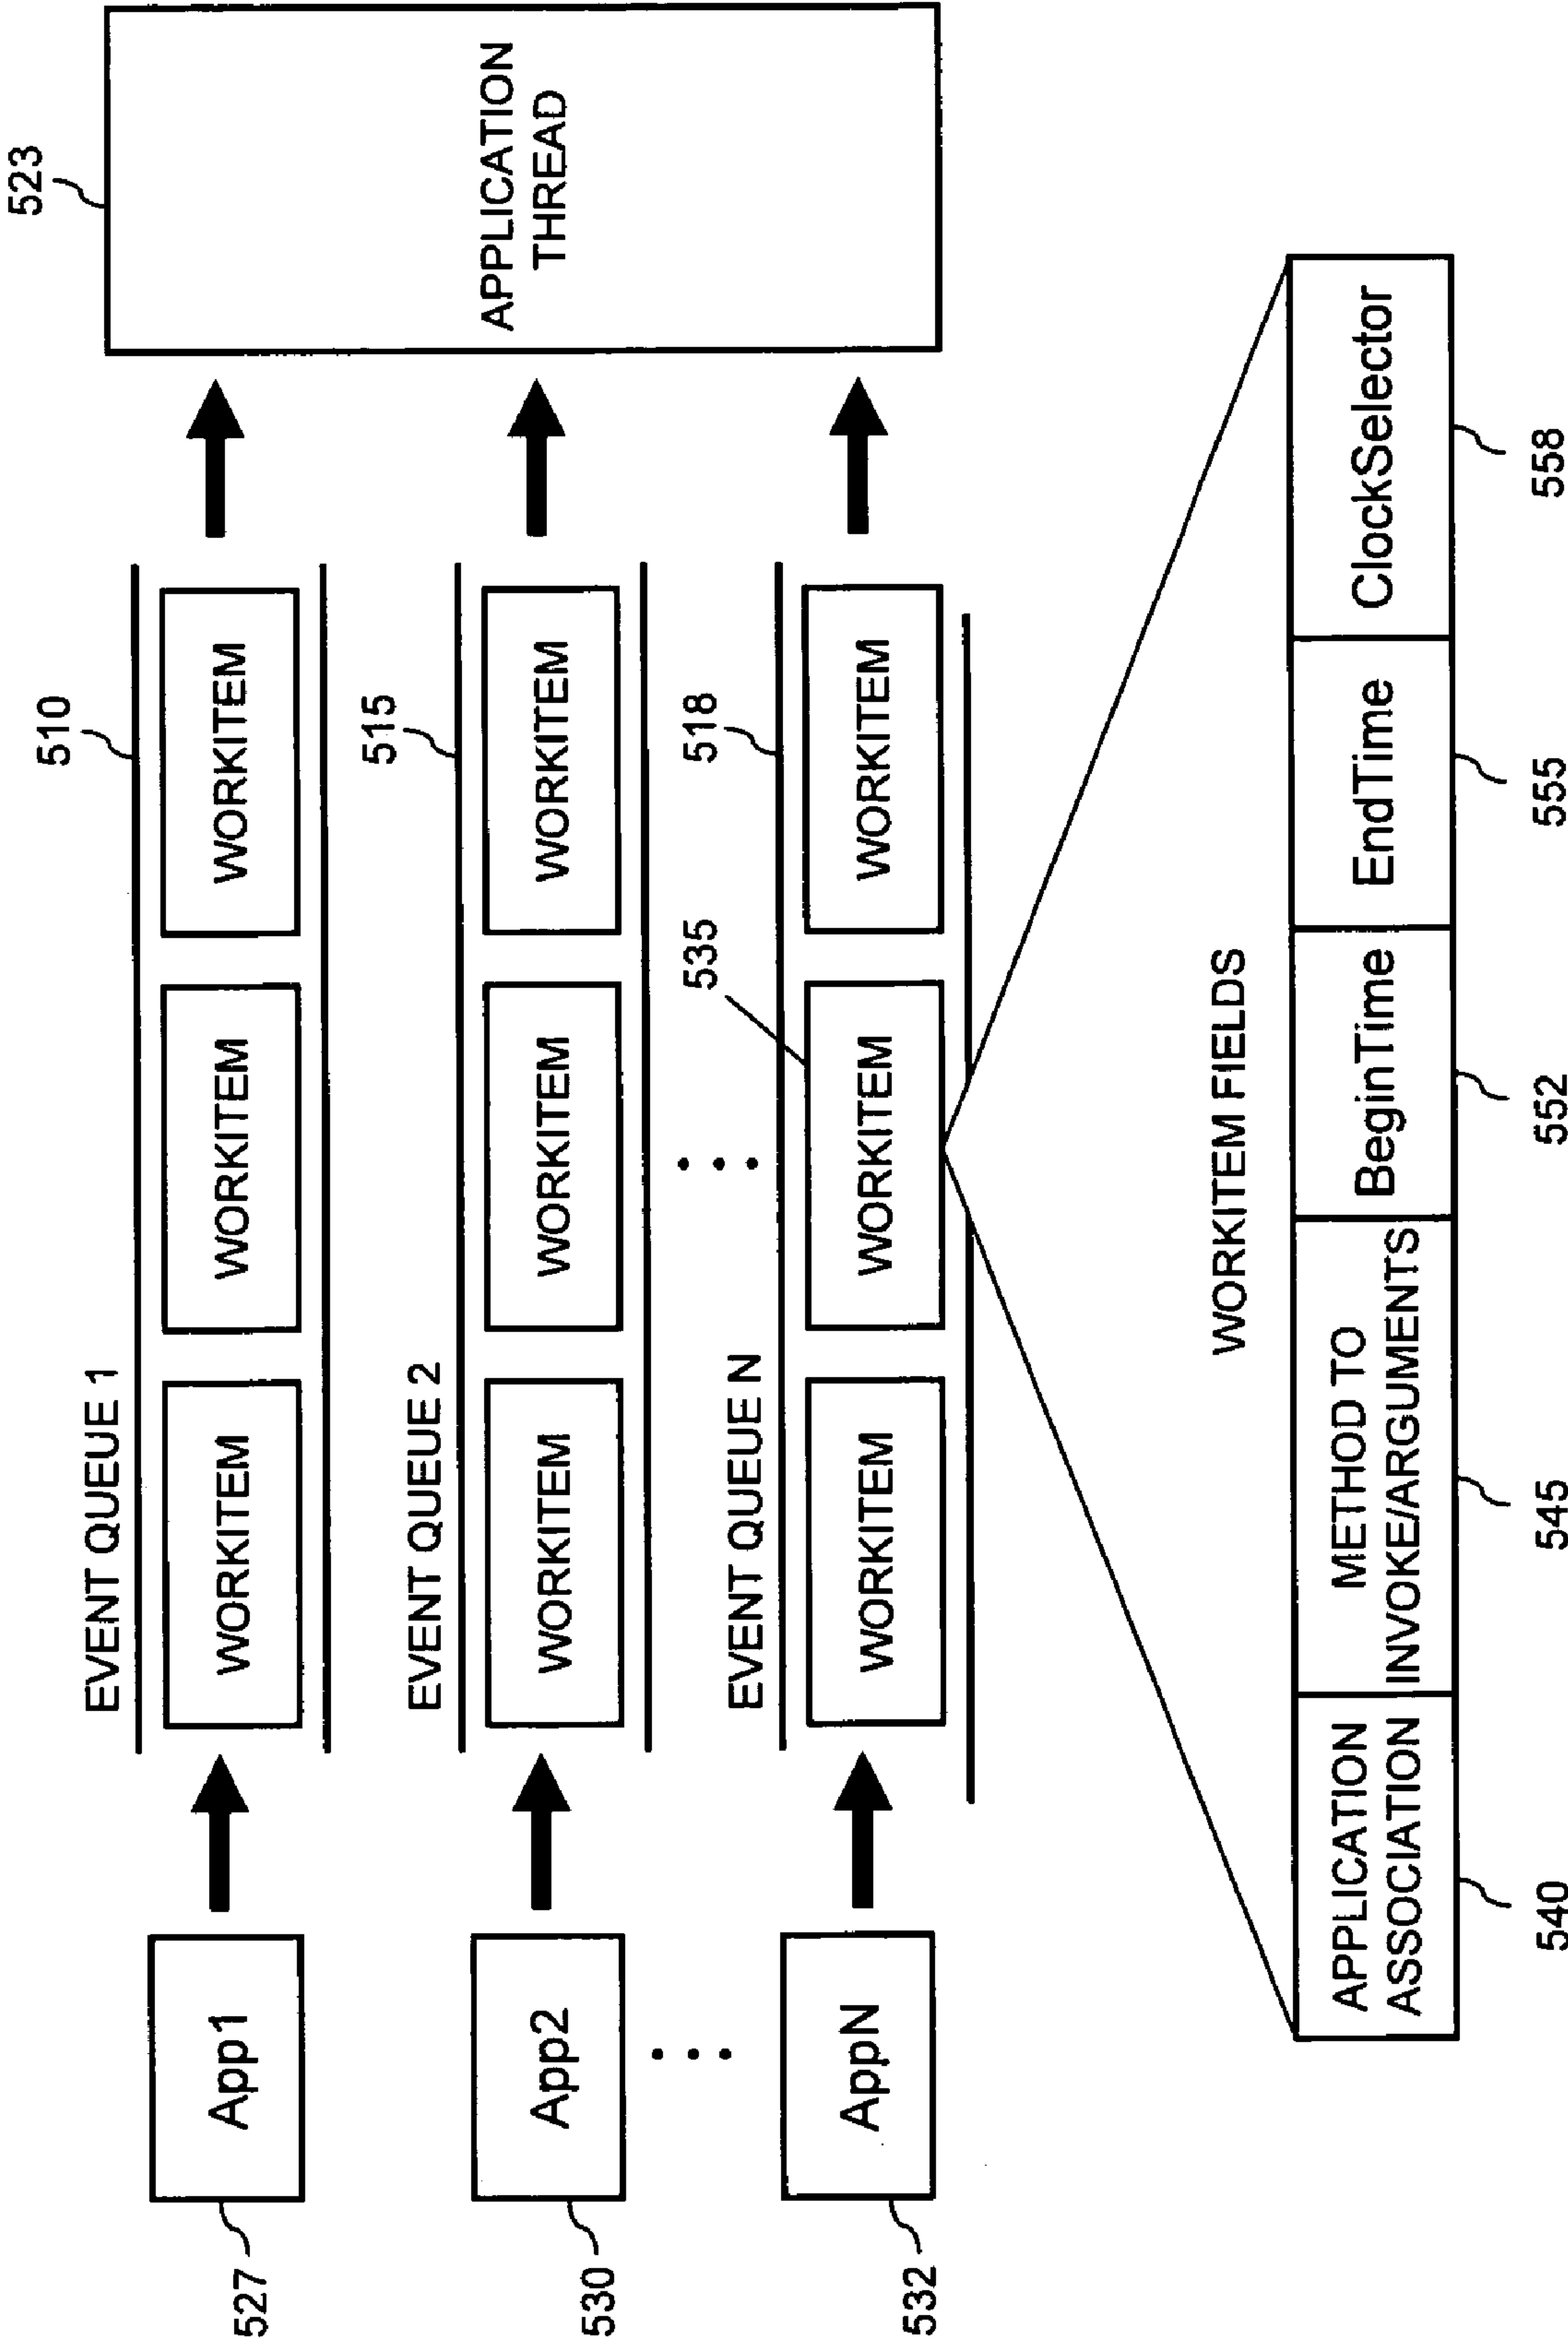 523
510
EVENT QUEUE 1
527
App1
WORKITEM
WORKITEM
WORKITEM
APPLICATION
THREAD
515
EVENT QUEUE 2
530
App2
WORKITEM
WORKITEM
WORKITEM
535
518
EVENT QUEUE N
532
AppN
WORKITEM
WORKITEM
WORKITEM
WORKITEM FIELDS
APPLICATION
ASSOCIATION
METHOD TO
INVOKE/ARGUMENTS
BeginTime
EndTime
ClockSelector
540
545
552
555
558